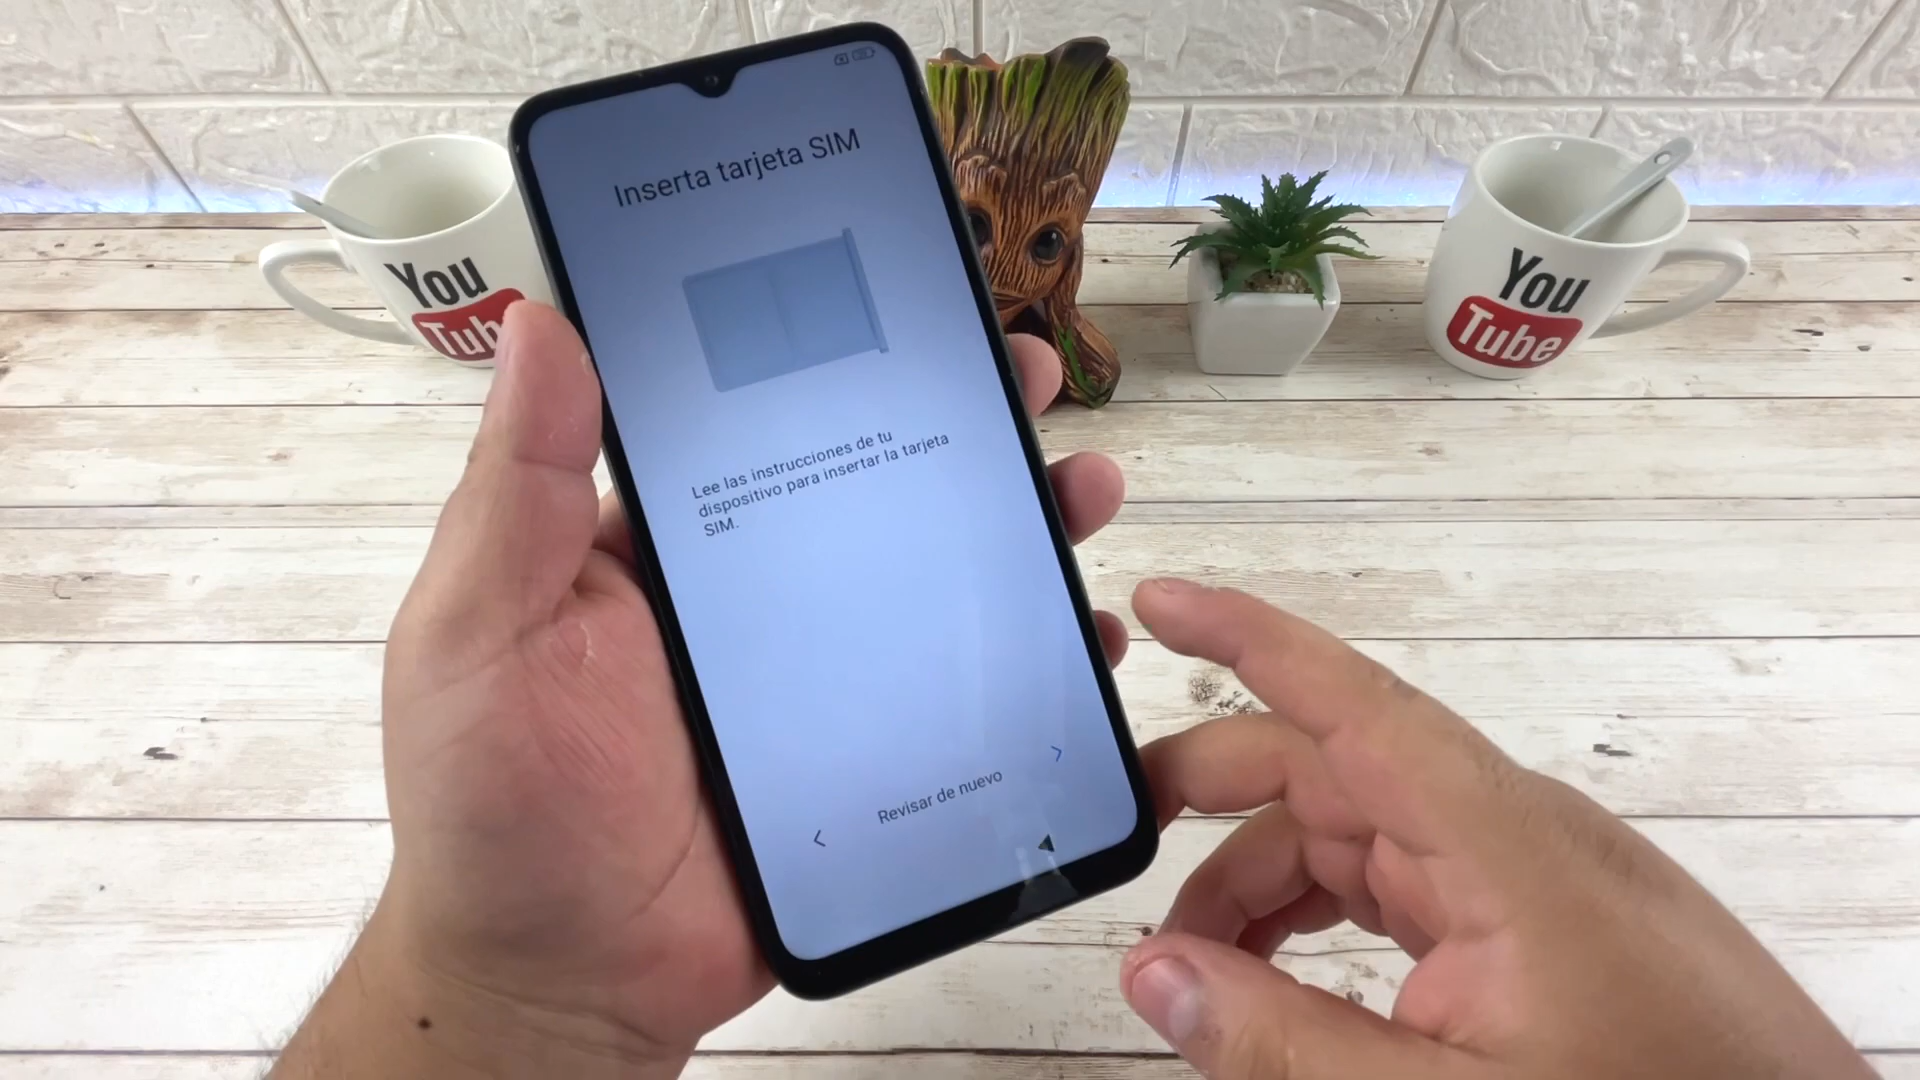 Inserta tarjeta SIM
Lee las instrucciones de tu
dispositivo para insertar la tarjeta
SIM.
Revisar de nuevo
You
Tub
You
Tube